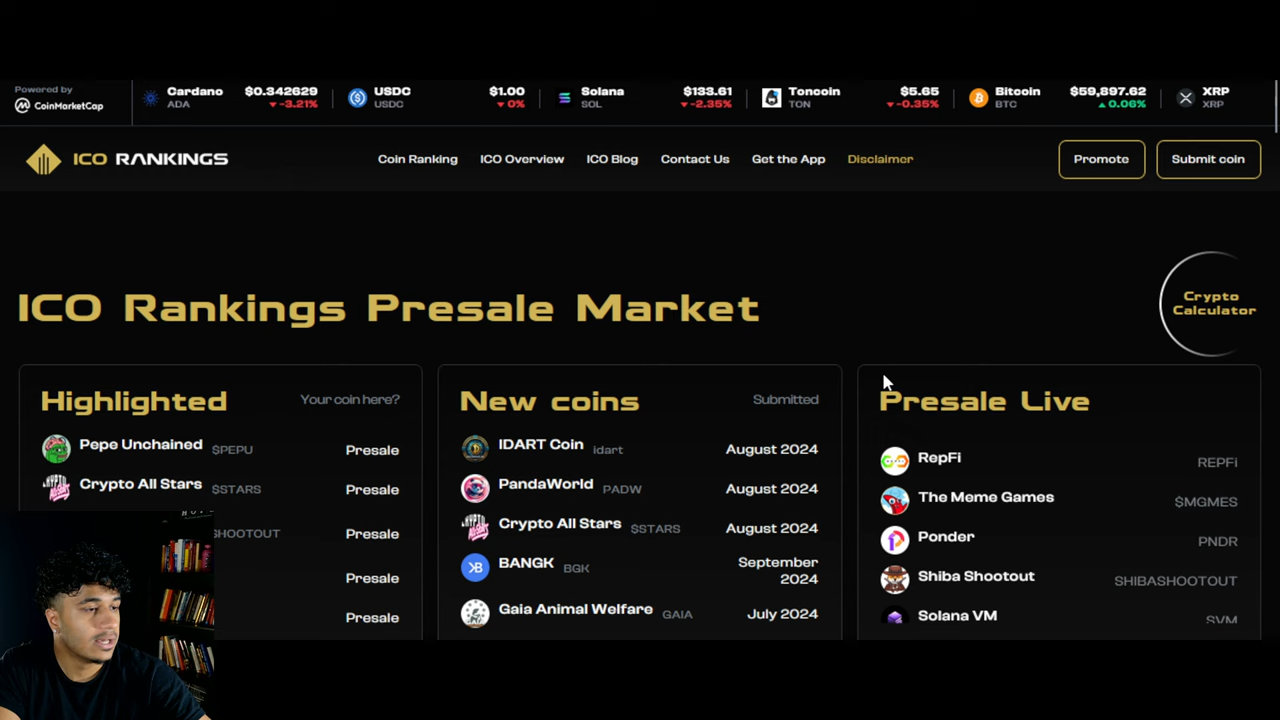 Powered by
CoinMarketCap
Cardano $0.342629
ADA -3.21%
USDC $1.00
USDC 0%
Solana $133.61
SOL -2.35%
Toncoin $5.65
TON -0.35%
Bitcoin $59,897.62
BTC 0.06%
XRP
XRP
ICO RANKINGS
Coin Ranking ICO Overview ICO Blog Contact Us Get the App Disclaimer
Promote Submit coin
ICO Rankings Presale Market
Crypto
Calculator
Highlighted Your coin here?
Pepe Unchained $PEPU Presale
Crypto All Stars $STARS Presale
SHOOTOUT Presale
Presale
Presale
New coins Submitted
IDART Coin idart August 2024
PandaWorld PADW August 2024
Crypto All Stars $STARS August 2024
BANGK BGK September
2024
Gaia Animal Welfare GAIA July 2024
Presale Live
RepFi REPFi
The Meme Games $MGMES
Ponder PNDR
Shiba Shootout SHIBASHOOTOUT
Solana VM SVM